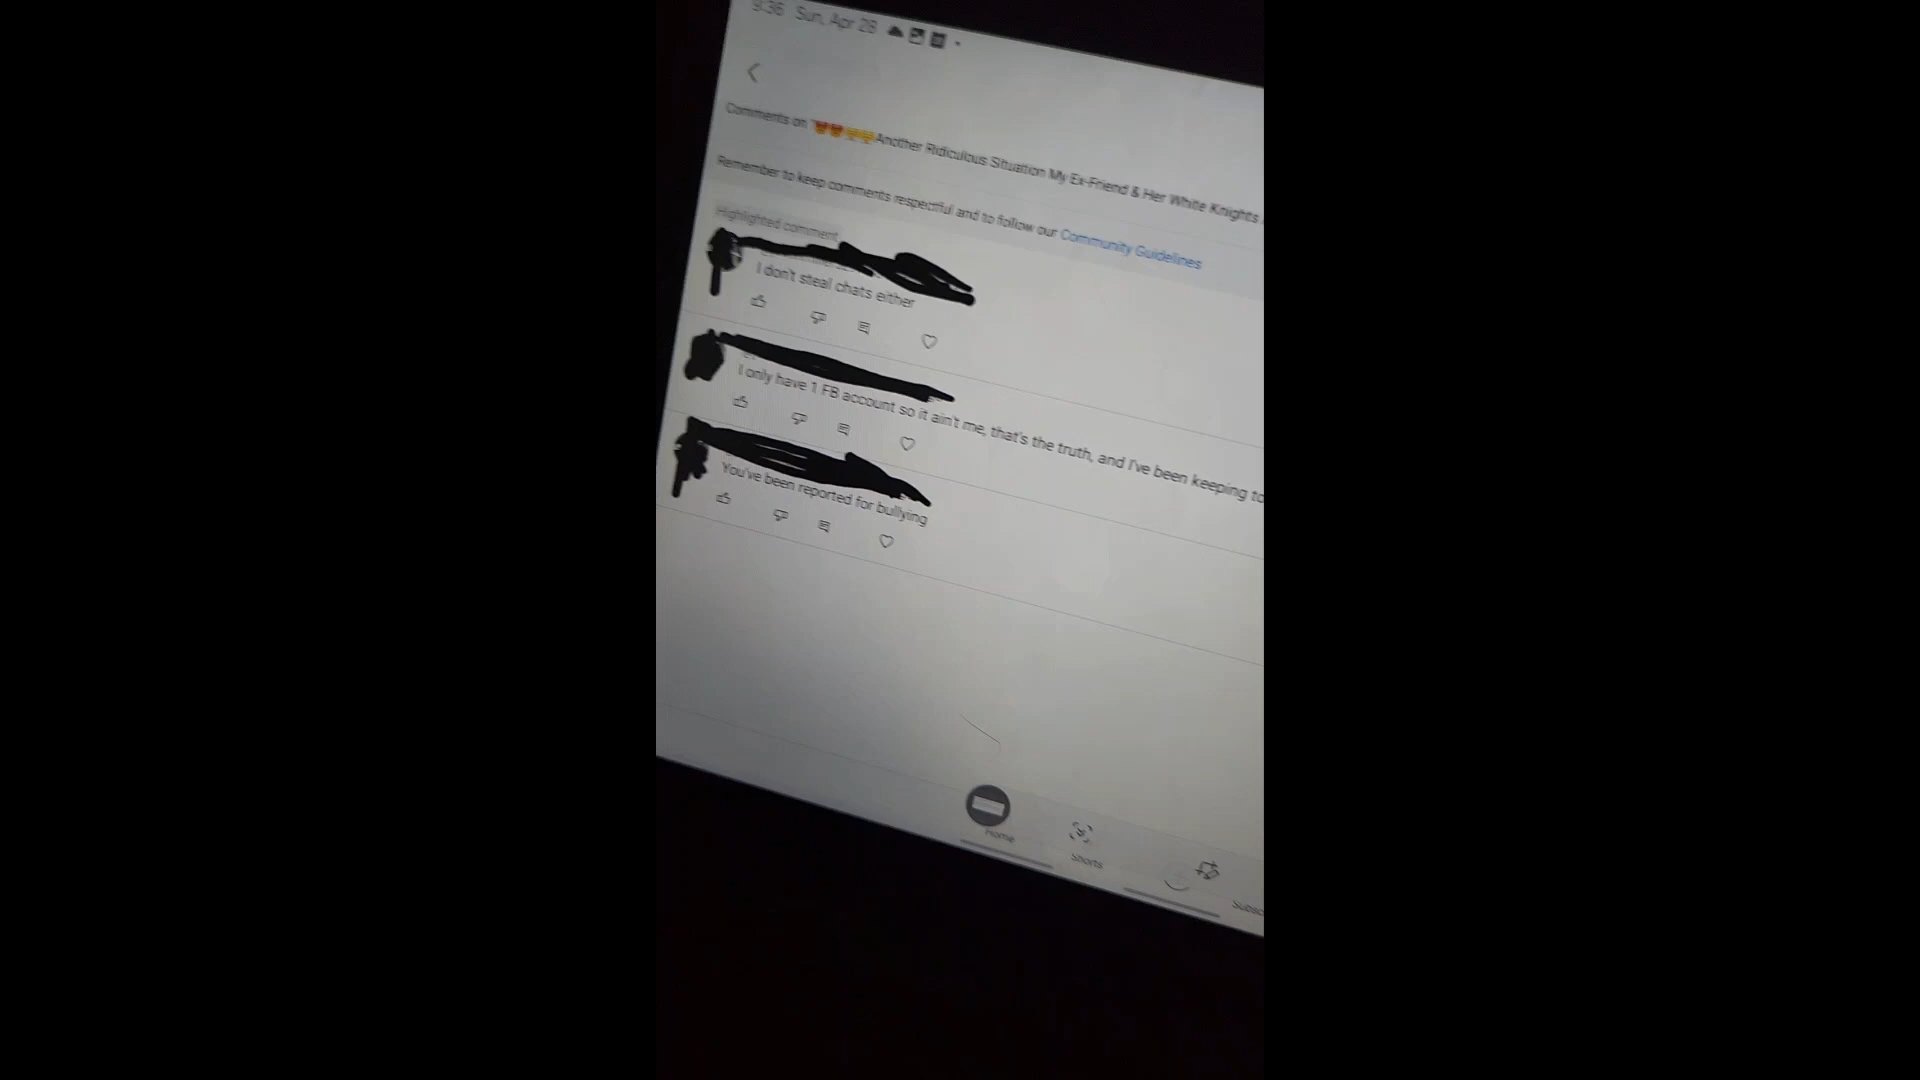 9:36 Sun, Apr 28
Comments on "😡😡🤣🤣Another Ridiculous Situation My Ex-Friend & Her White Knights
Remember to keep comments respectful and to follow our Community Guidelines
Highlighted comment
I don't steal chats either
I only have 1 FB account so it ain't me, that's the truth, and I've been keeping to
You've been reported for bullying
Home
Shorts
Subsc